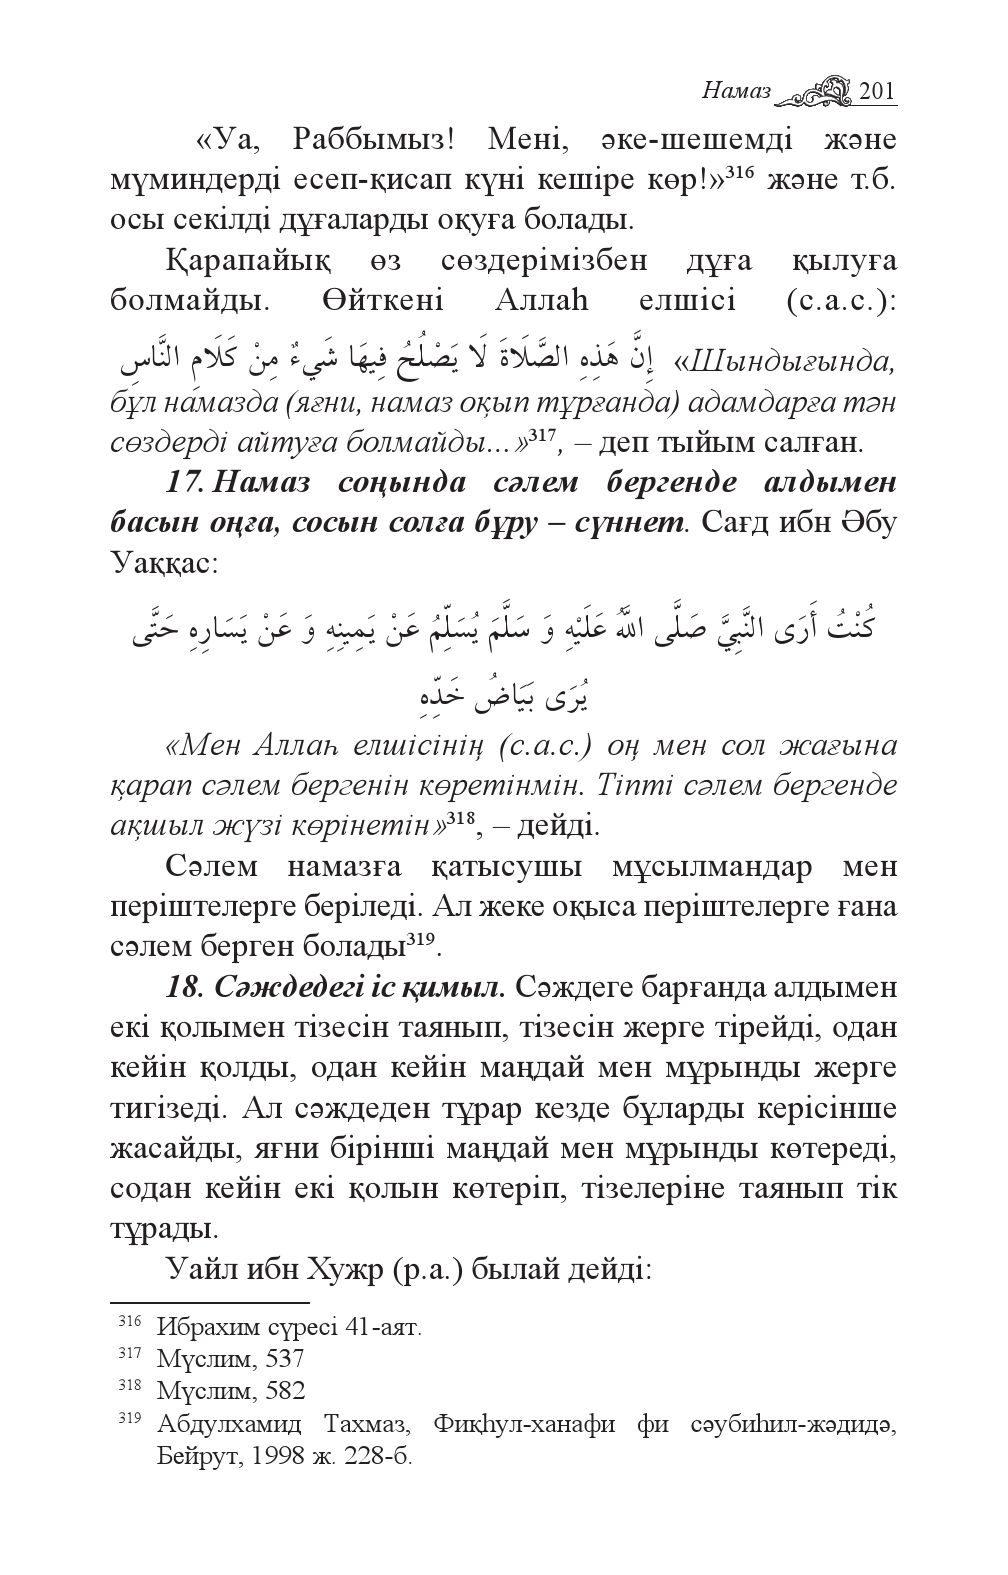 Намаз 201
«Уа, Раббымыз! Мені, әке-шешемді және
мүминдерді есеп-қисап күні кешіре көр!»316 және т.б.
осы секілді дұғаларды оқуға болады.
Қарапайық өз сөздерімізбен дұға қылуға
болмайды. Өйткені Аллаһ елшісі (с.а.с.):
إِنَّ هَذِهِ الصَّلَاةَ لَا يَصْلُحُ فِيهَا شَيءٌ مِنْ كَلَامِ النَّاسِ «Шындығында,
бұл намазда (яғни, намаз оқып тұрғанда) адамдарға тән
сөздерді айтуға болмайды...»317, – деп тыйым салған.
17. Намаз соңында сәлем бергенде алдымен
басын оңға, сосын солға бұру – сүннет. Сағд ибн Әбу
Уаққас:
كُنْتُ أَرَى النَّبِيَّ صَلَّى اللَّهُ عَلَيْهِ وَ سَلَّمَ يُسَلِّمُ عَنْ يَمِينِهِ وَ عَنْ يَسَارِهِ حَتَّى
يُرَى بَيَاضُ خَدِّهِ
«Мен Аллаһ елшісінің (с.а.с.) оң мен сол жағына
қарап сәлем бергенін көретінмін. Тіпті сәлем бергенде
ақшыл жүзі көрінетін»318, – дейді.
Сәлем намазға қатысушы мұсылмандар мен
періштелерге беріледі. Ал жеке оқыса періштелерге ғана
сәлем берген болады319.
18. Сәждедегі іс қимыл. Сәждеге барғанда алдымен
екі қолымен тізесін таянып, тізесін жерге тірейді, одан
кейін қолды, одан кейін маңдай мен мұрынды жерге
тигізеді. Ал сәждеден тұрар кезде бұларды керісінше
жасайды, яғни бірінші маңдай мен мұрынды көтереді,
содан кейін екі қолын көтеріп, тізелеріне таянып тік
тұрады.
Уайл ибн Хужр (р.а.) былай дейді:
316 Ибрахим сүресі 41-аят.
317 Мүслим, 537
318 Мүслим, 582
319 Абдулхамид Тахмаз, Фиқһул-ханафи фи сәубиһил-жәдидә,
Бейрут, 1998 ж. 228-б.